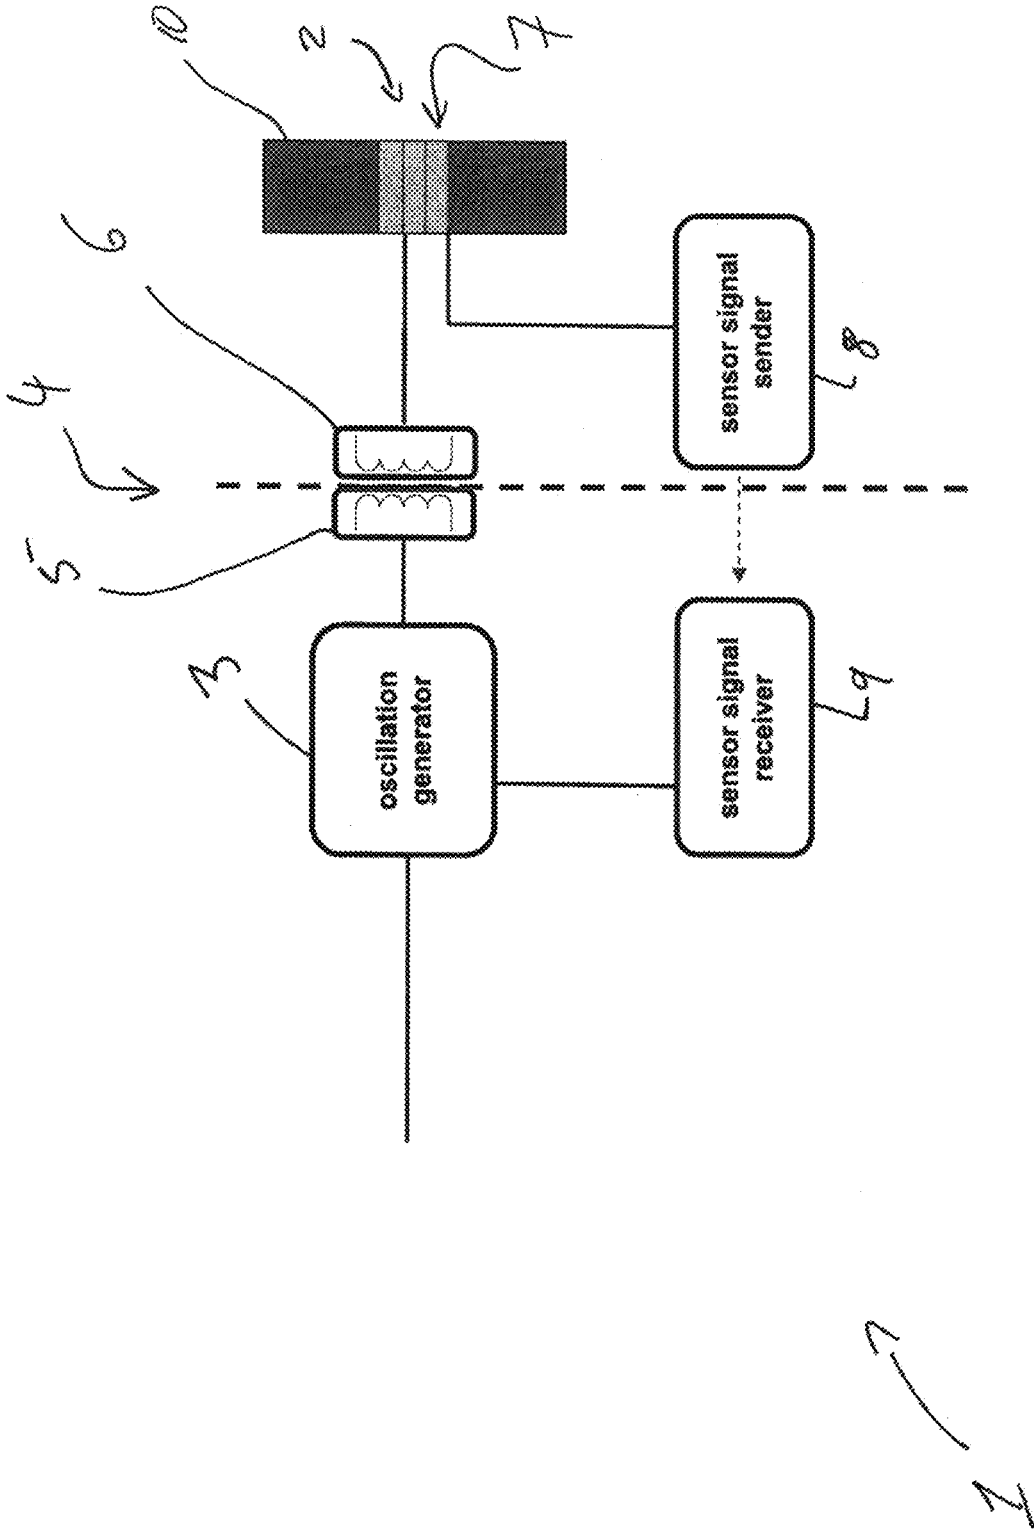 4
5
6
10
3
2
oscillation
generator
7
sensor signal
receiver
sensor signal
sender
9
8
1